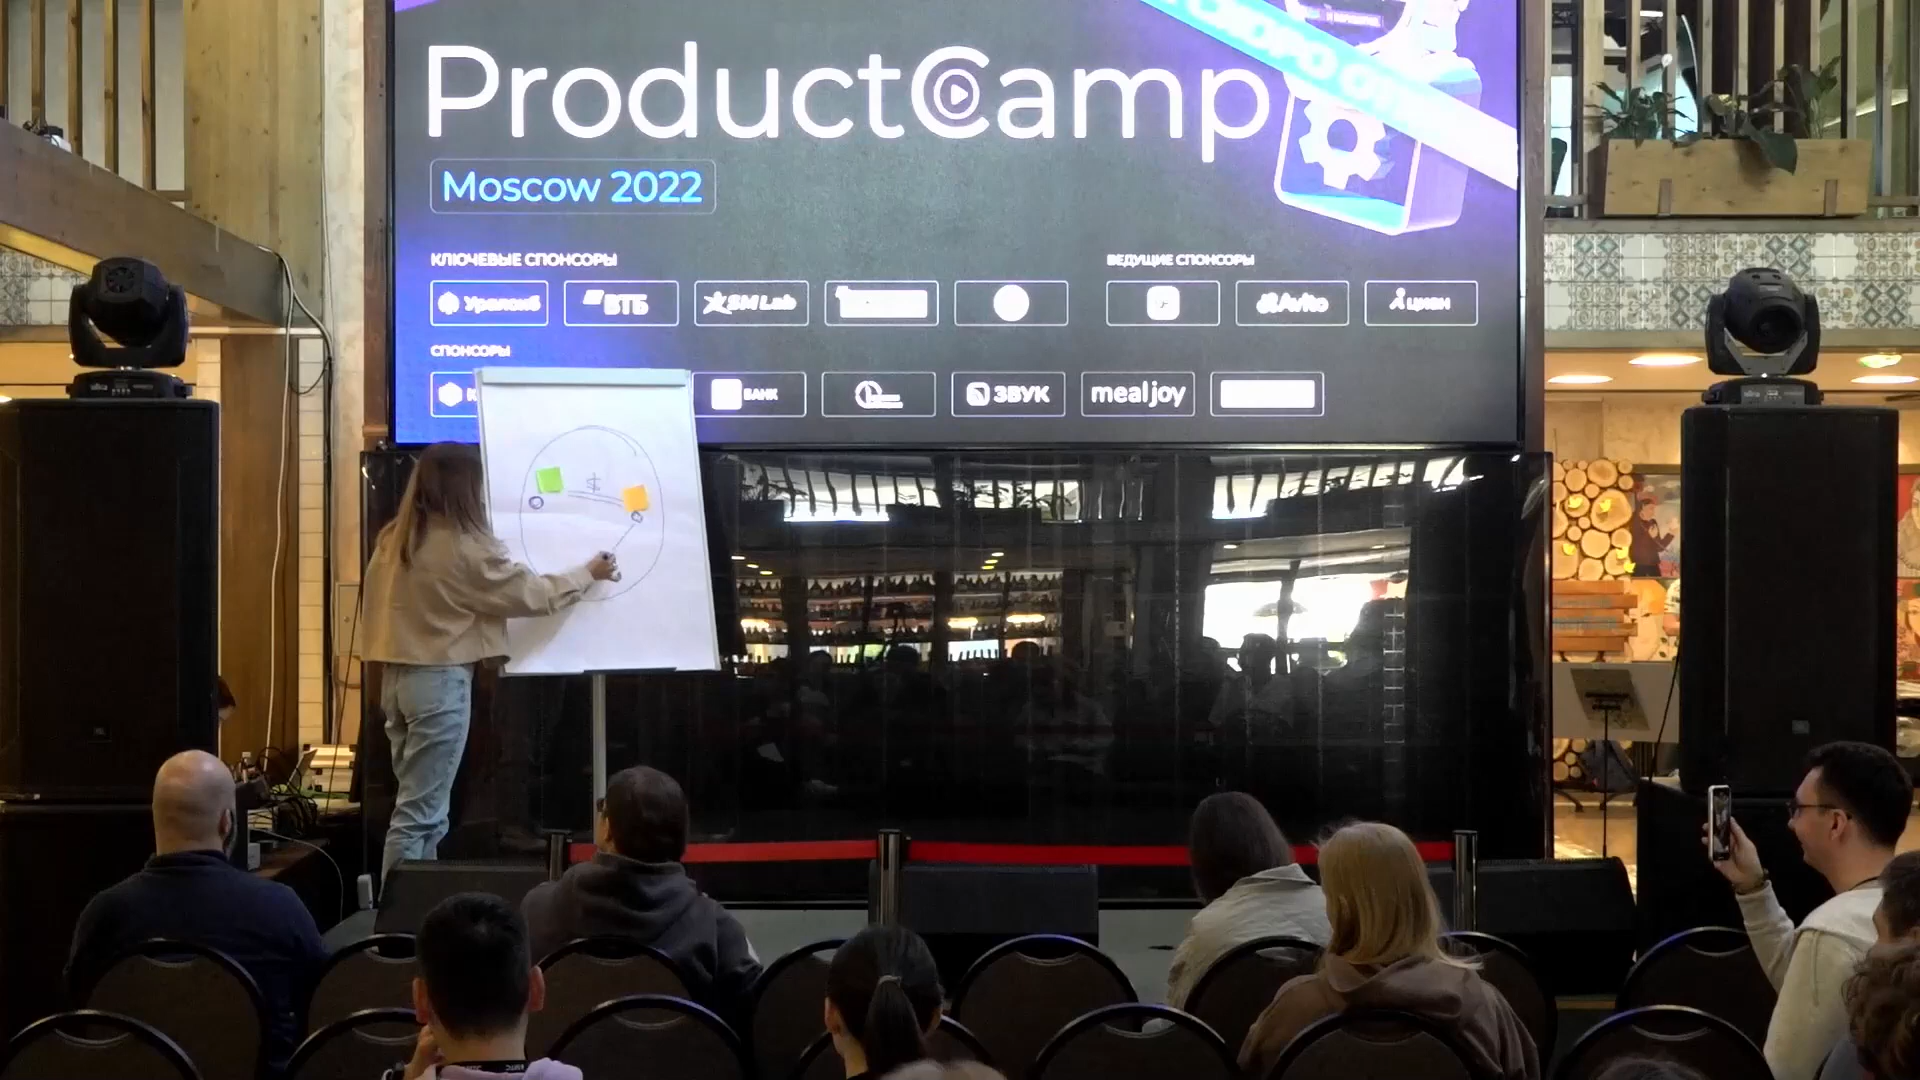 ProductCamp
Moscow 2022
КЛЮЧЕВЫЕ СПОНСОРЫ
ВЕДУЩИЕ СПОНСОРЫ
Уралсиб
ВТБ
SM Lab
Avito
циан
СПОНСОРЫ
БАНК
ЗВУК
mealjoy
$